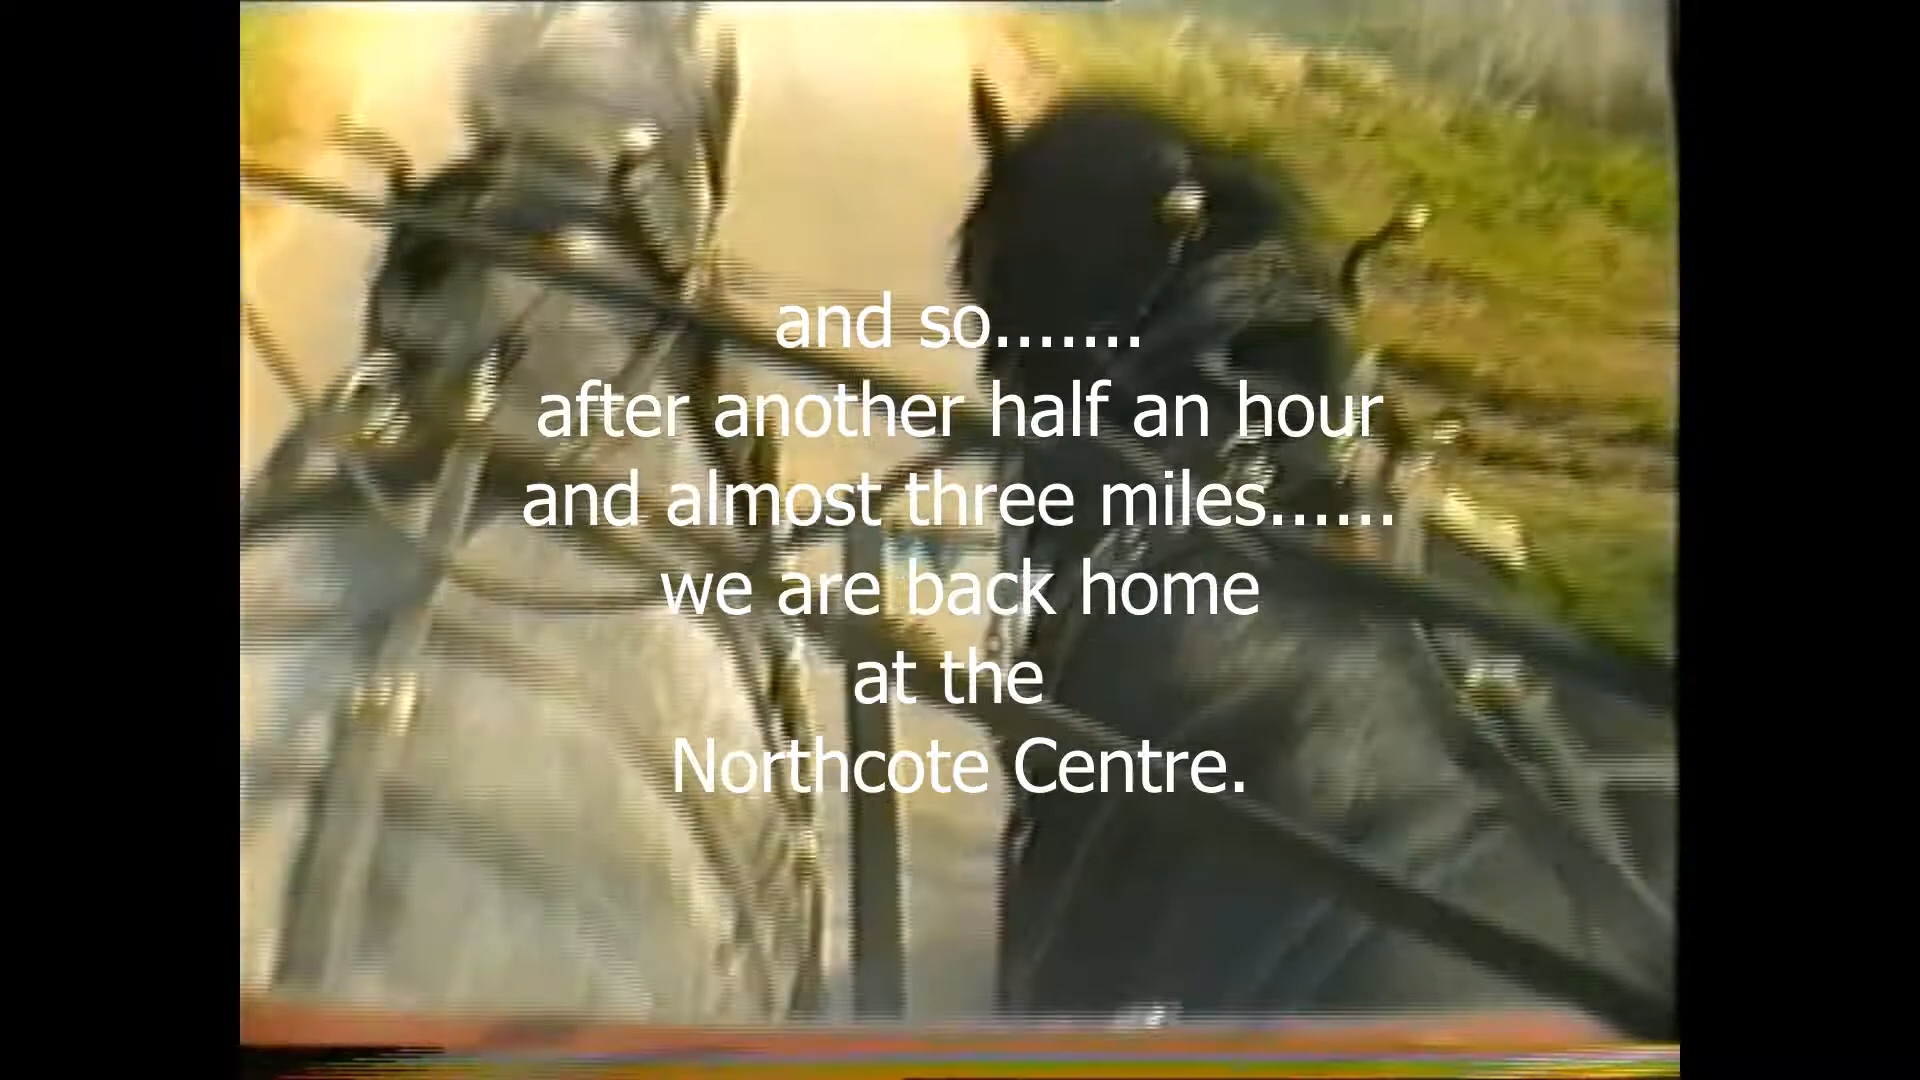 and so.......
after another half an hour
and almost three miles......
we are back home
at the
Northcote Centre.